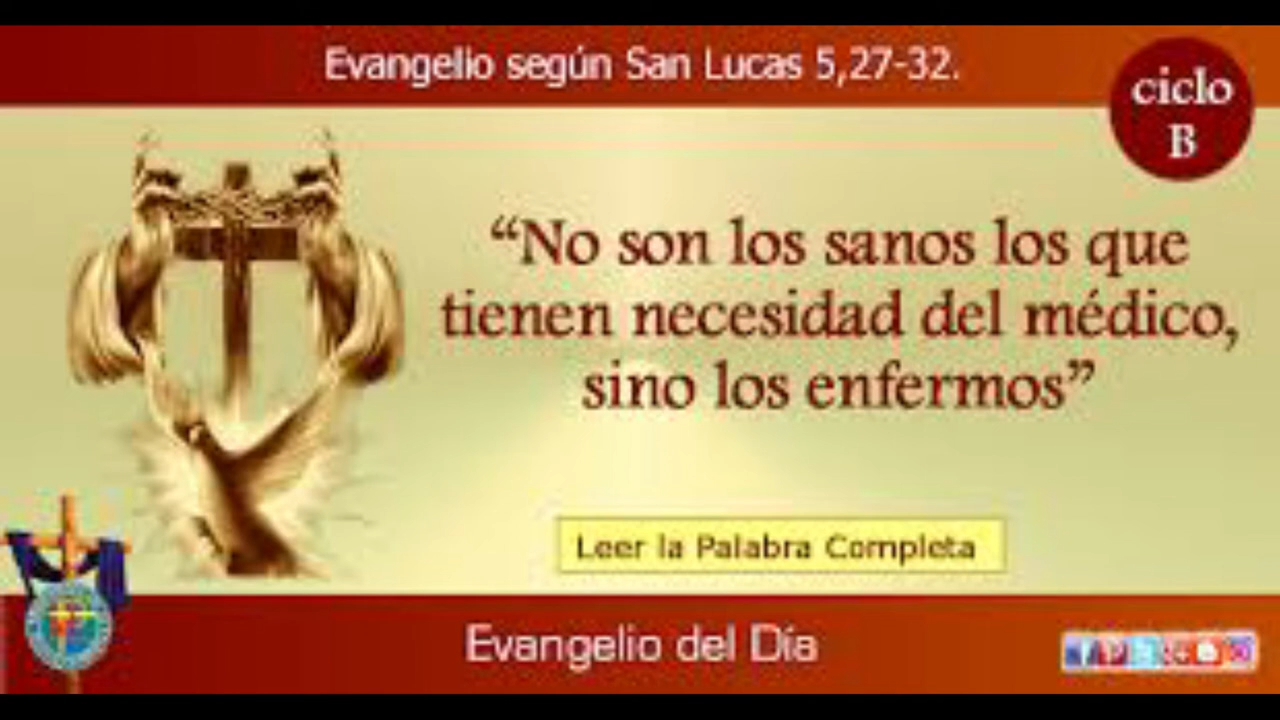 Evangelio según San Lucas 5,27-32.
ciclo
B
“No son los sanos los que
tienen necesidad del médico,
sino los enfermos”
Leer la Palabra Completa
Evangelio del Día